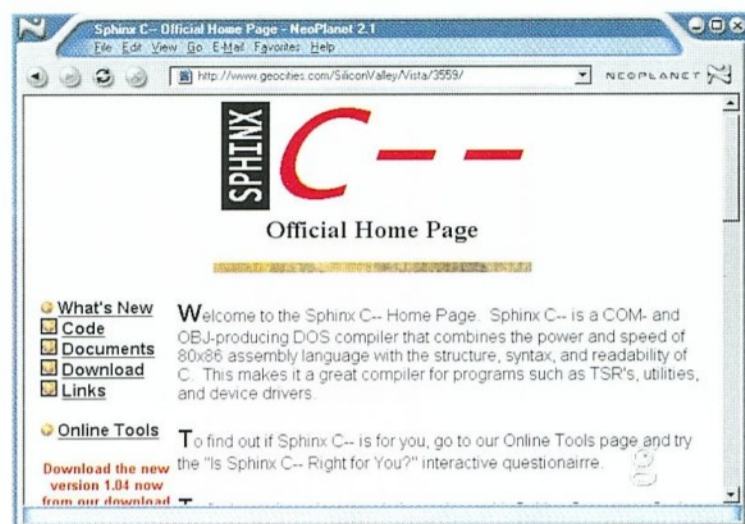 Sphinx C-- Official Home Page - NeoPlanet 2.1
File Edit View Go E-Mail Favorites Help
http://www.geocities.com/SiliconValley/Vista/3559/
NEOPLANET
SPHINX C--
Official Home Page
What's New
Code
Documents
Download
Links
Online Tools
Download the new
version 1.04 now
from our download
Welcome to the Sphinx C-- Home Page. Sphinx C-- is a COM- and
OBJ-producing DOS compiler that combines the power and speed of
80x86 assembly language with the structure, syntax, and readability of
C. This makes it a great compiler for programs such as TSR's, utilities,
and device drivers.
To find out if Sphinx C-- is for you, go to our Online Tools page and try
the "Is Sphinx C-- Right for You?" interactive questionairre.